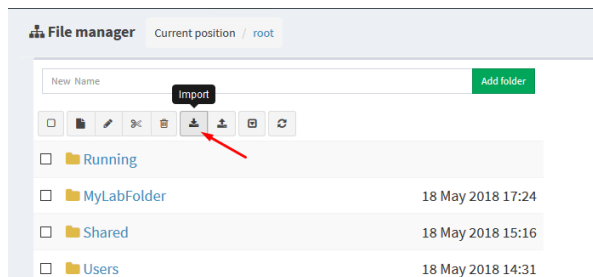 File manager Current position / root
New Name Add folder
Import
Running
MyLabFolder 18 May 2018 17:24
Shared 18 May 2018 15:16
Users 18 May 2018 14:31